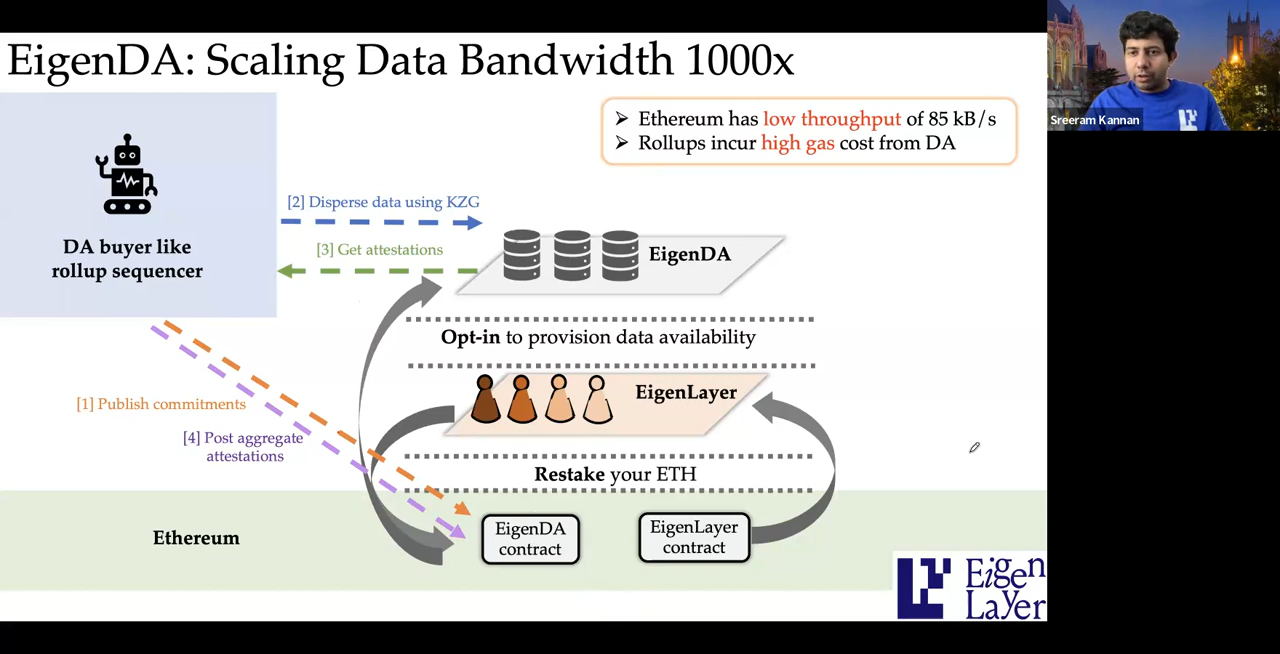 EigenDA: Scaling Data Bandwidth 1000x
Sreeram Kannan
➢ Ethereum has low throughput of 85 kB/s
➢ Rollups incur high gas cost from DA
[2] Disperse data using KZG
[3] Get attestations
DA buyer like
rollup sequencer
EigenDA
Opt-in to provision data availability
EigenLayer
[1] Publish commitments
[4] Post aggregate
attestations
Restake your ETH
Ethereum
EigenDA
contract
EigenLayer
contract
Eigen
Layer